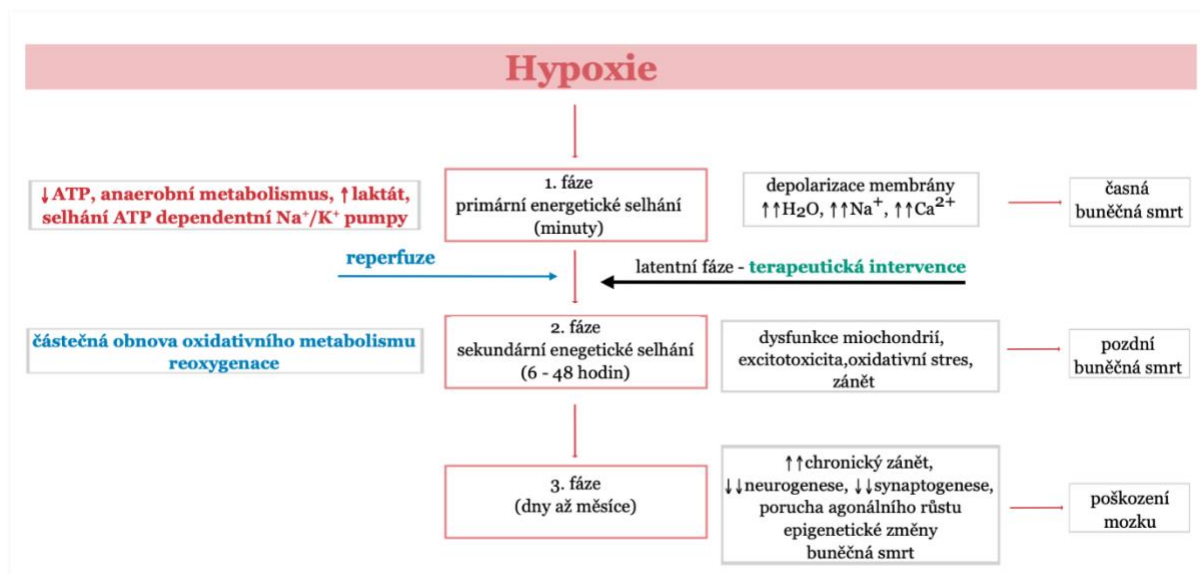 Hypoxie
↓ATP, anaerobní metabolismus, ↑laktát,
selhání ATP dependentní Na⁺/K⁺ pumpy
1. fáze
primární energetické selhání
(minuty)
depolarizace membrány
↑↑H₂O, ↑↑Na⁺, ↑↑Ca²⁺
časná
buněčná smrt
reperfuze
latentní fáze - terapeutická intervence
částečná obnova oxidativního metabolismu
reoxygenace
2. fáze
sekundární enegetické selhání
(6 - 48 hodin)
dysfunkce miochondrií,
excitotoxicita,oxidativní stres,
zánět
pozdní
buněčná smrt
3. fáze
(dny až měsíce)
↑↑chronický zánět,
↓↓neurogenese, ↓↓synaptogenese,
porucha agonálního růstu
epigenetické změny
buněčná smrt
poškození
mozku